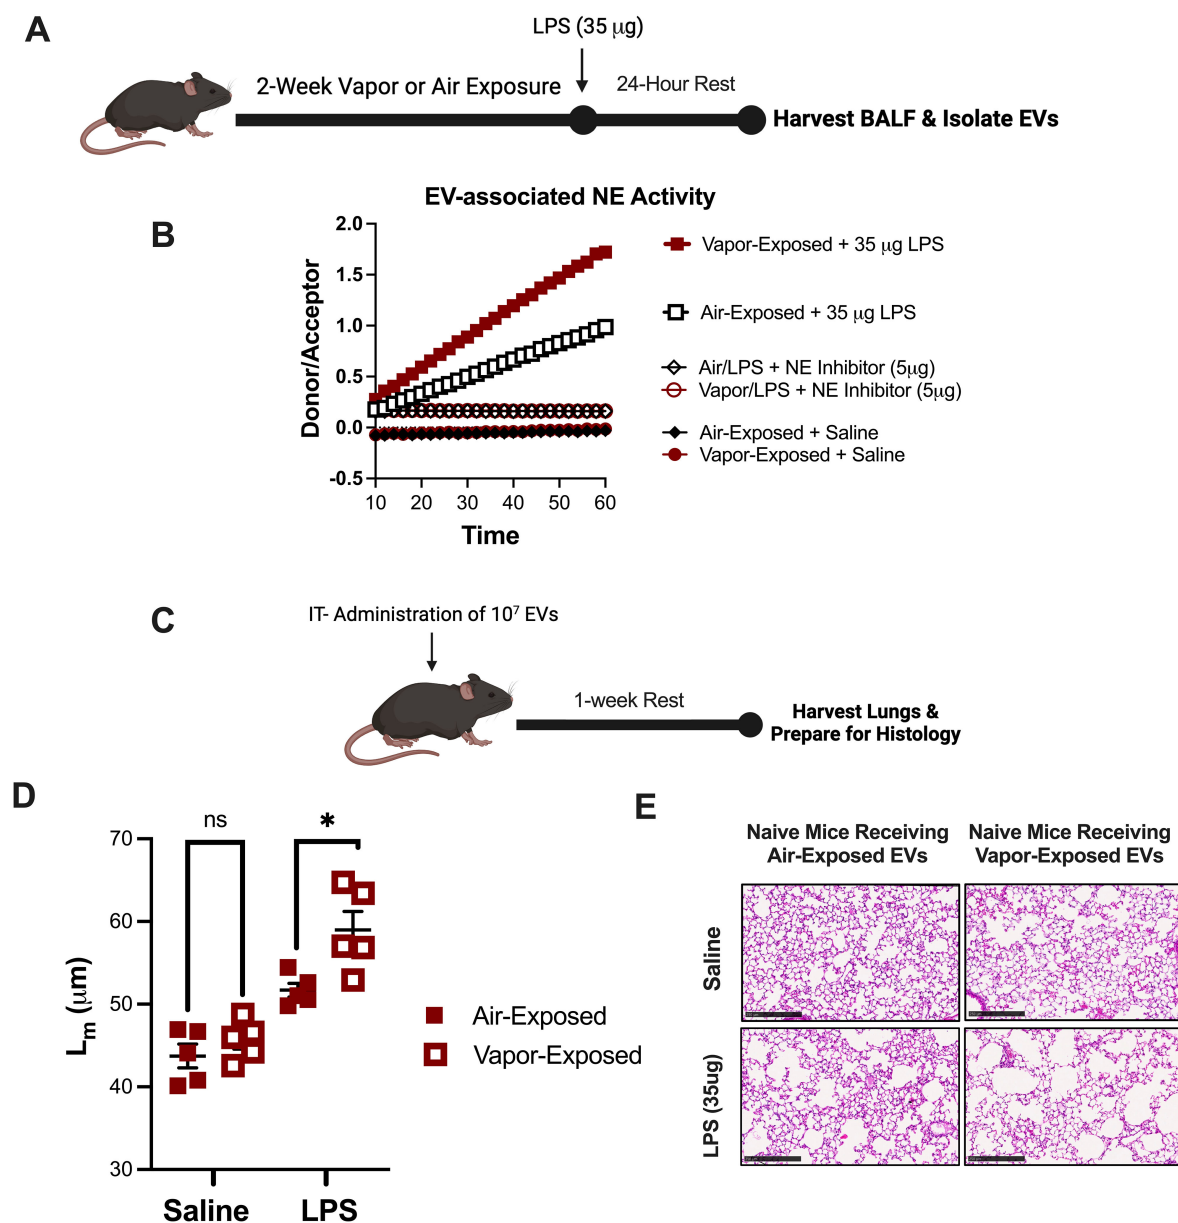 A
LPS (35 µg)
2-Week Vapor or Air Exposure
24-Hour Rest
Harvest BALF & Isolate EVs
EV-associated NE Activity
B
Donor/Acceptor
2.0
1.5
1.0
0.5
0.0
-0.5
10 20 30 40 50 60
Time
Vapor-Exposed + 35 µg LPS
Air-Exposed + 35 µg LPS
Air/LPS + NE Inhibitor (5µg)
Vapor/LPS + NE Inhibitor (5µg)
Air-Exposed + Saline
Vapor-Exposed + Saline
C
IT- Administration of 10⁷ EVs
1-week Rest
Harvest Lungs &
Prepare for Histology
D
ns
*
Lm (µm)
70
60
50
40
30
Saline LPS
Air-Exposed
Vapor-Exposed
E
Naive Mice Receiving
Air-Exposed EVs
Naive Mice Receiving
Vapor-Exposed EVs
Saline
LPS (35ug)